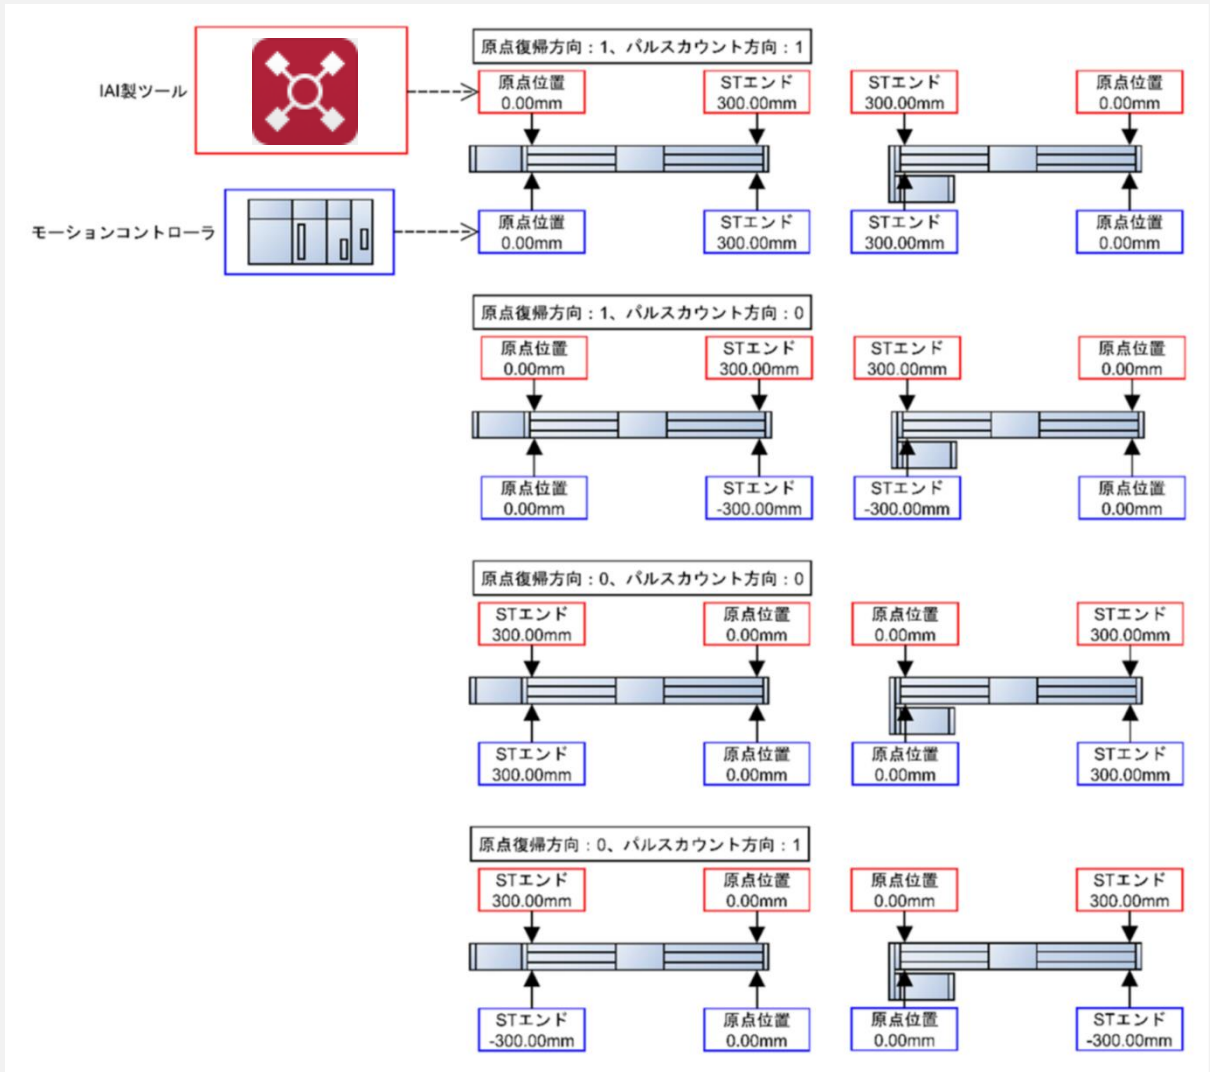 原点復帰方向：1、パルスカウント方向：1
IAI製ツール
原点位置
0.00mm
STエンド
300.00mm
STエンド
300.00mm
原点位置
0.00mm
モーションコントローラ
原点位置
0.00mm
STエンド
300.00mm
STエンド
300.00mm
原点位置
0.00mm
原点復帰方向：1、パルスカウント方向：0
原点位置
0.00mm
STエンド
300.00mm
STエンド
300.00mm
原点位置
0.00mm
原点位置
0.00mm
STエンド
-300.00mm
STエンド
-300.00mm
原点位置
0.00mm
原点復帰方向：0、パルスカウント方向：0
STエンド
300.00mm
原点位置
0.00mm
原点位置
0.00mm
STエンド
300.00mm
STエンド
300.00mm
原点位置
0.00mm
原点位置
0.00mm
STエンド
300.00mm
原点復帰方向：0、パルスカウント方向：1
STエンド
300.00mm
原点位置
0.00mm
原点位置
0.00mm
STエンド
300.00mm
STエンド
-300.00mm
原点位置
0.00mm
原点位置
0.00mm
STエンド
-300.00mm